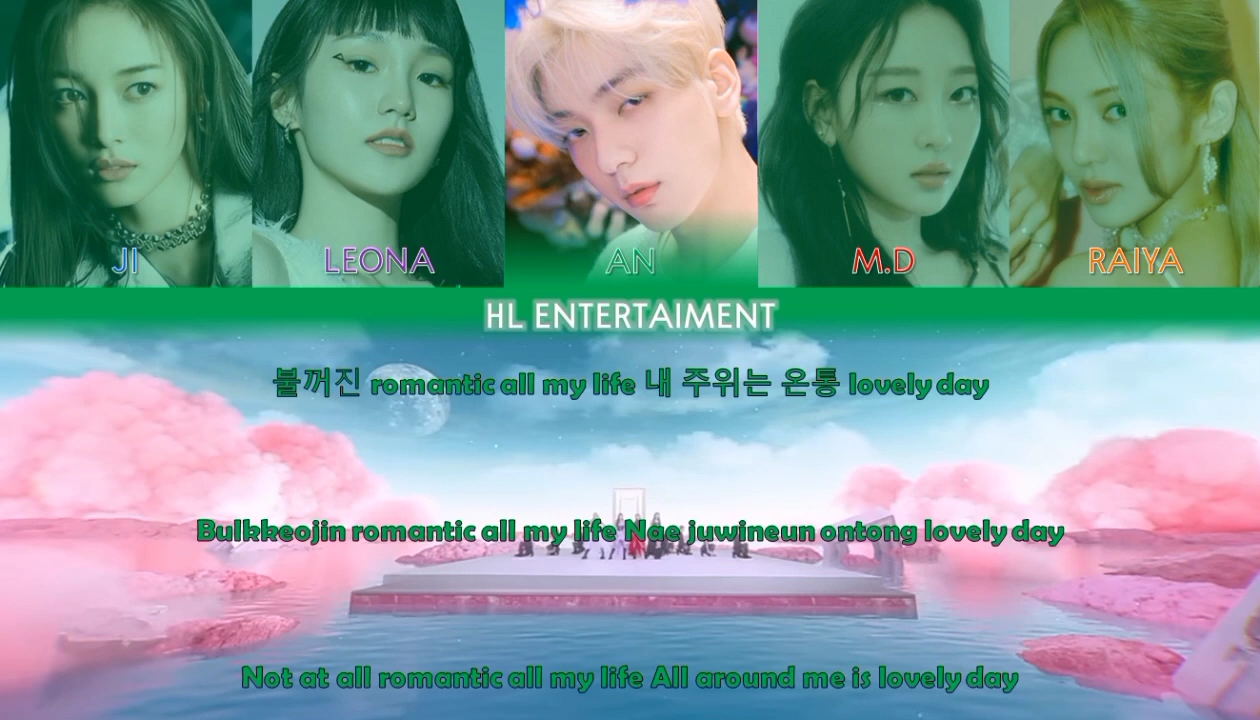 JI
LEONA
AN
M.D
RAIYA
HL ENTERTAIMENT
불꺼진 romantic all my life 내 주위는 온통 lovely day
Bulkkeojin romantic all my life Nae juwineun ontong lovely day
Not at all romantic all my life All around me is lovely day